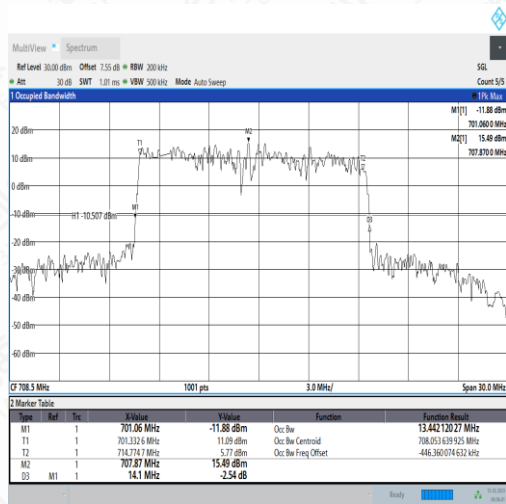 MultiView Spectrum
Ref Level 30.00 dBm Offset 7.55 dB RBW 200 kHz SGL
Att 30 dB SWT 1.01 ms VBW 500 kHz Mode Auto Sweep Count 5/5
1 Occupied Bandwidth 1Pk Max
M1[1] -11.88 dBm
701.060 0 MHz
M2[1] 15.49 dBm
707.870 0 MHz
M2
20 dBm
T1
10 dBm
T2
0 dBm
M1
-10 dBm
H1 -10.507 dBm
D3
-20 dBm
-30 dBm
-40 dBm
-50 dBm
-60 dBm
CF 708.5 MHz 1001 pts 3.0 MHz/ Span 30.0 MHz
2 Marker Table
Type Ref Trc X-Value Y-Value Function Function Result
M1 1 701.06 MHz -11.88 dBm Occ Bw 13.442 120 27 MHz
T1 1 701.332 6 MHz 11.09 dBm Occ Bw Centroid 708.053 639 925 MHz
T2 1 714.774 7 MHz 5.77 dBm Occ Bw Freq Offset -446.360 074 632 kHz
M2 1 707.87 MHz 15.49 dBm
D3 M1 1 14.1 MHz -2.54 dB
Ready